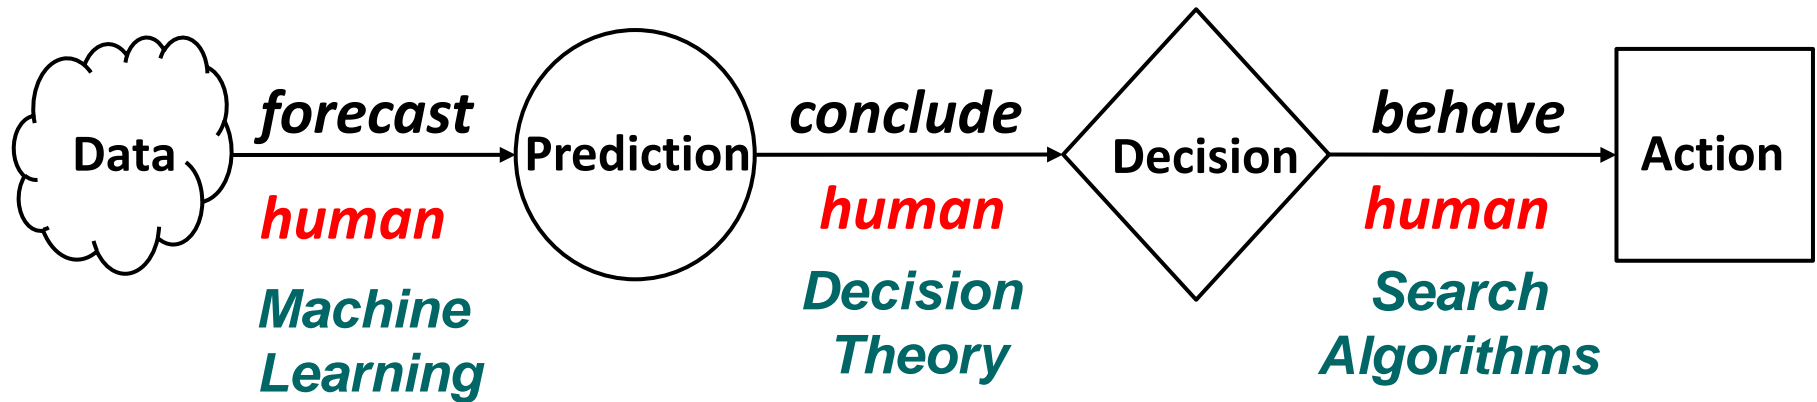 forecast
conclude
behave
Data
Prediction
Decision
Action
human
human
human
Machine
Learning
Decision
Theory
Search
Algorithms